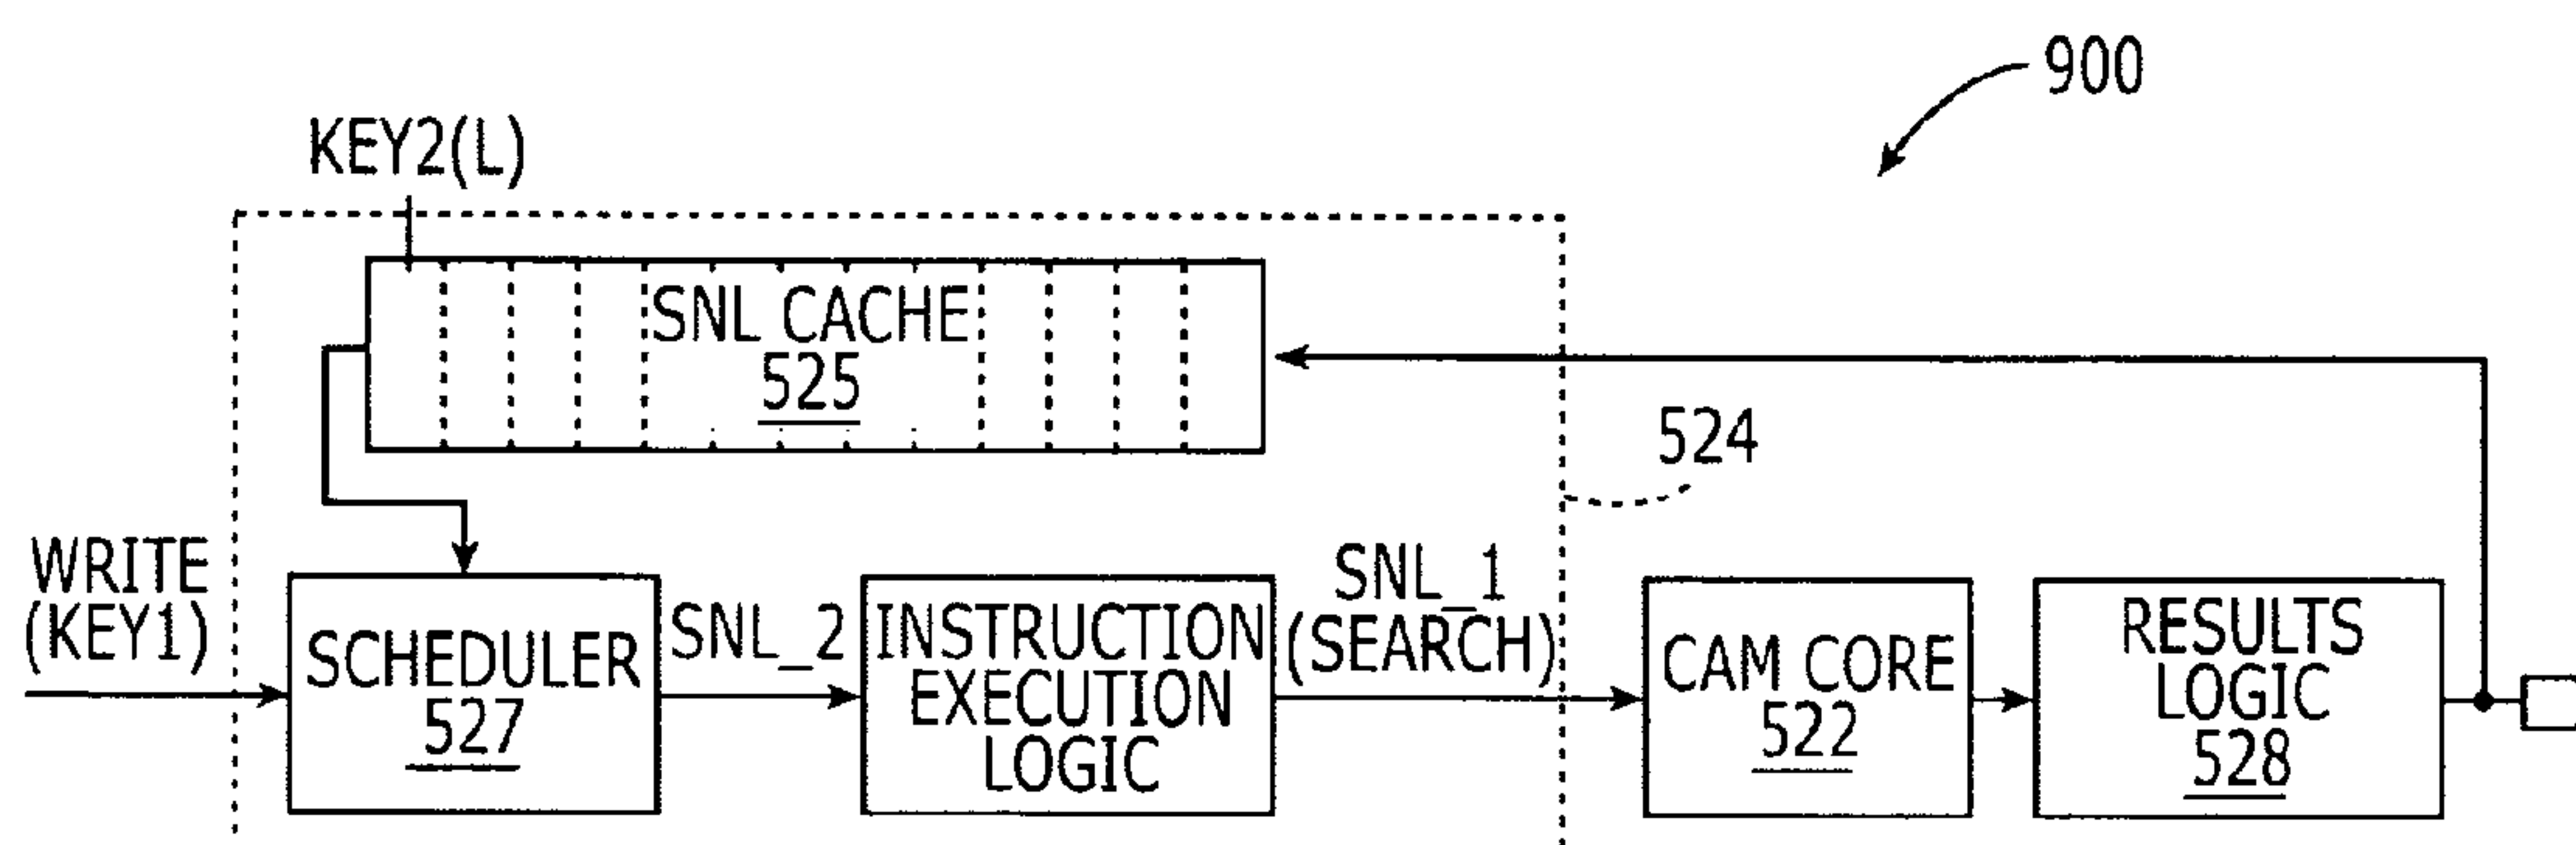 900
KEY2(L)
SNL CACHE
525
524
WRITE
(KEY1)
SCHEDULER
527
SNL_2
INSTRUCTION
EXECUTION
LOGIC
SNL_1
(SEARCH)
CAM CORE
522
RESULTS
LOGIC
528